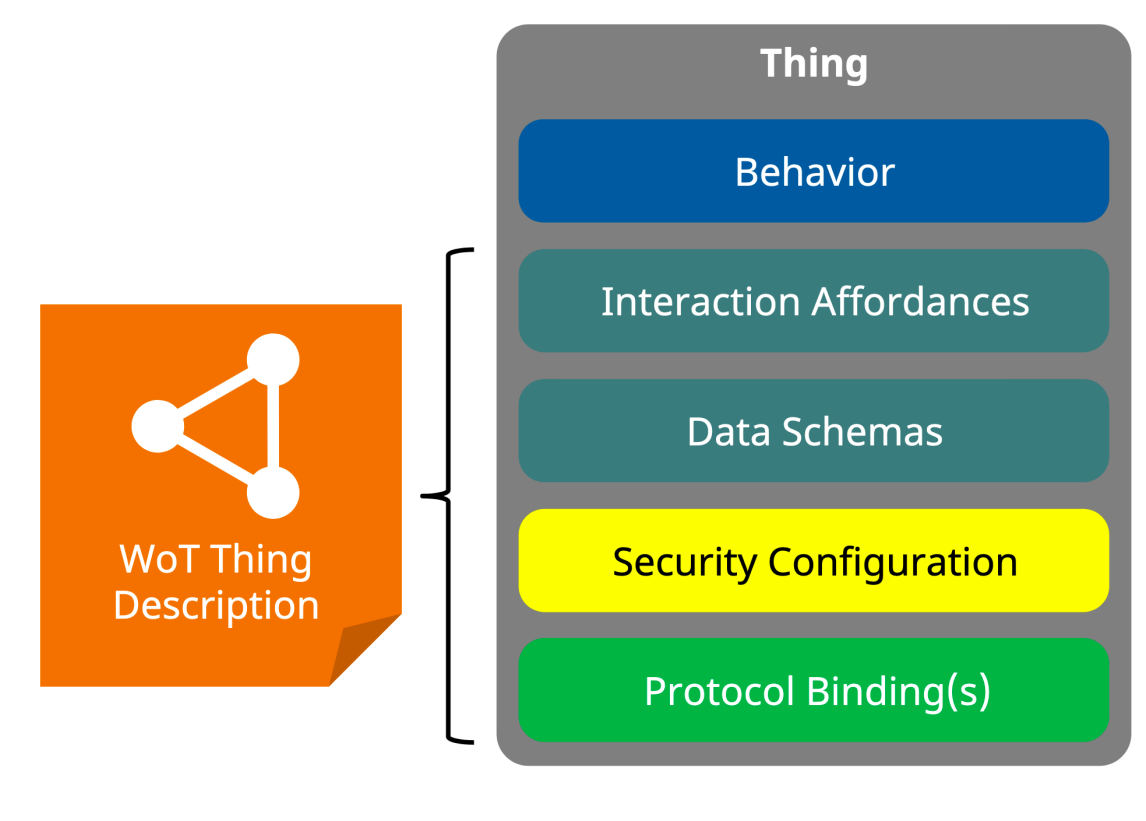 Thing
Behavior
Interaction Affordances
Data Schemas
Security Configuration
Protocol Binding(s)
WoT Thing
Description